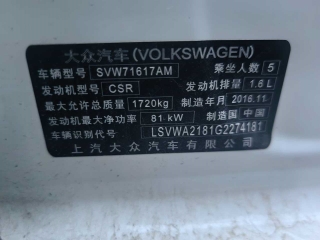 大众汽车(VOLKSWAGEN)
车辆型号 SVW71617AM 乘坐人数 5
发动机型号 CSR 发动机排量 1.6 L
最大允许总质量 1720kg 制造年月 2016.11
发动机最大净功率 81 kW 制造国 中国
车辆识别代号 LSVWA2181G2274181
上汽大众汽车有限公司